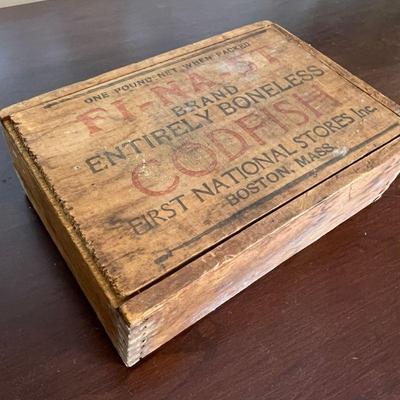 ONE POUND NET WHEN PACKED
FI-NA-ST
BRAND
ENTIRELY BONELESS
CODFISH
FIRST NATIONAL STORES Inc.
BOSTON, MASS.